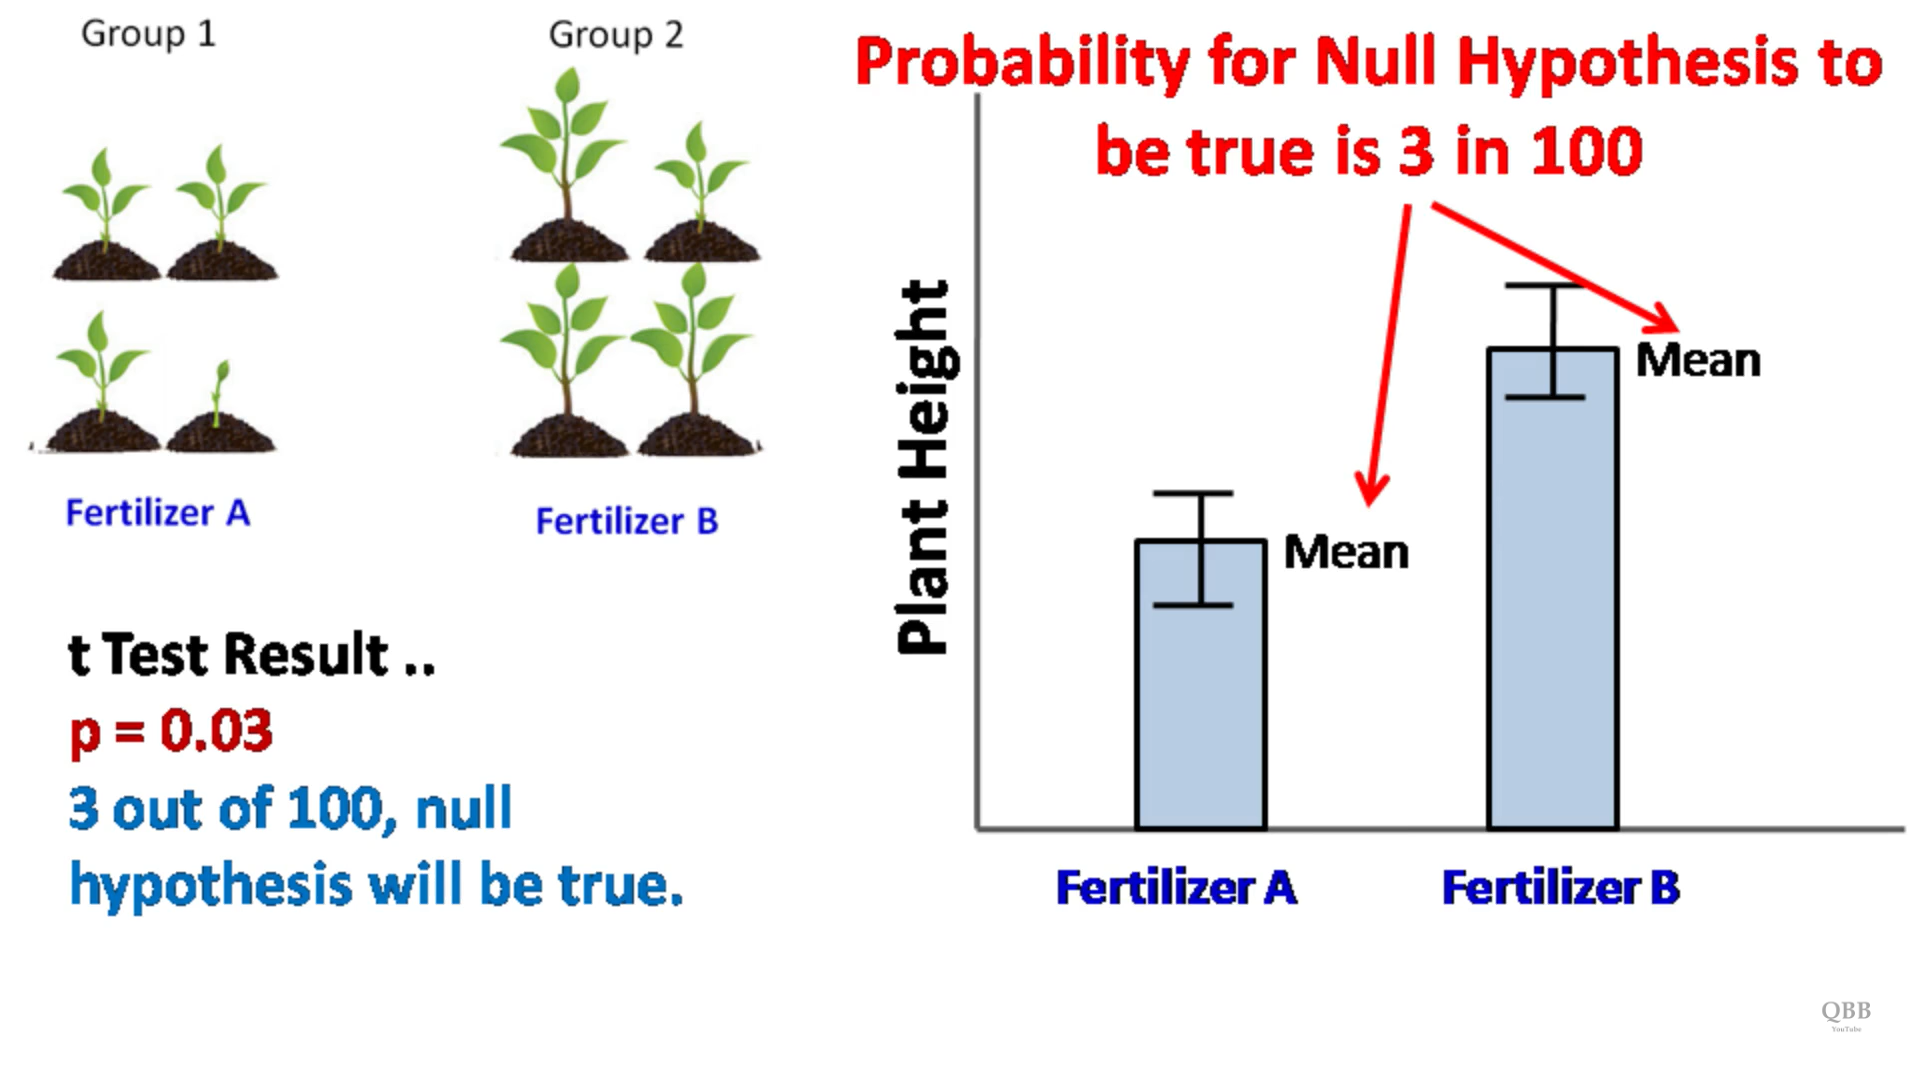 Group 1
Group 2
Fertilizer A
Fertilizer B
t Test Result ..
p = 0.03
3 out of 100, null
hypothesis will be true.
Probability for Null Hypothesis to
be true is 3 in 100
Plant Height
Mean
Mean
Fertilizer A
Fertilizer B
QBB
YouTube